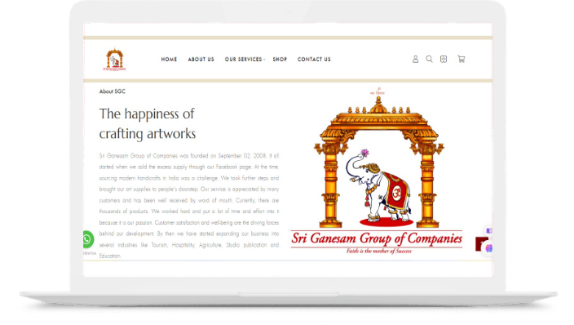 HOME ABOUT US OUR SERVICES SHOP CONTACT US
About SGC
The happiness of
crafting artworks
Sri Ganesam Group of Companies was founded on September 02, 2008. It all
started when we sold the excess supply through our Facebook page. At the time,
sourcing modern handcrafts in India was a challenge. We took further steps and
brought our art supplies to people's doorstep. Our service is appreciated by many
customers and has been well received by word of mouth. Currently, there are
thousands of products. We worked hard and put a lot of time and effort into it
because it is our passion. Customer satisfaction and well-being are the driving forces
behind our development. By then we have started expanding our business into
several industries like Tourism, Hospitality, Agriculture, Studio, publication and
Education.
Sri Ganesam Group of Companies
Faith is the mother of Success